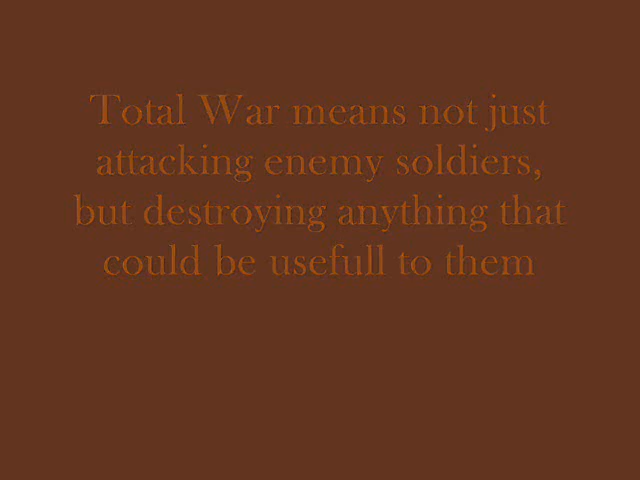 Total War means not just
attacking enemy soldiers,
but destroying anything that
could be usefull to them